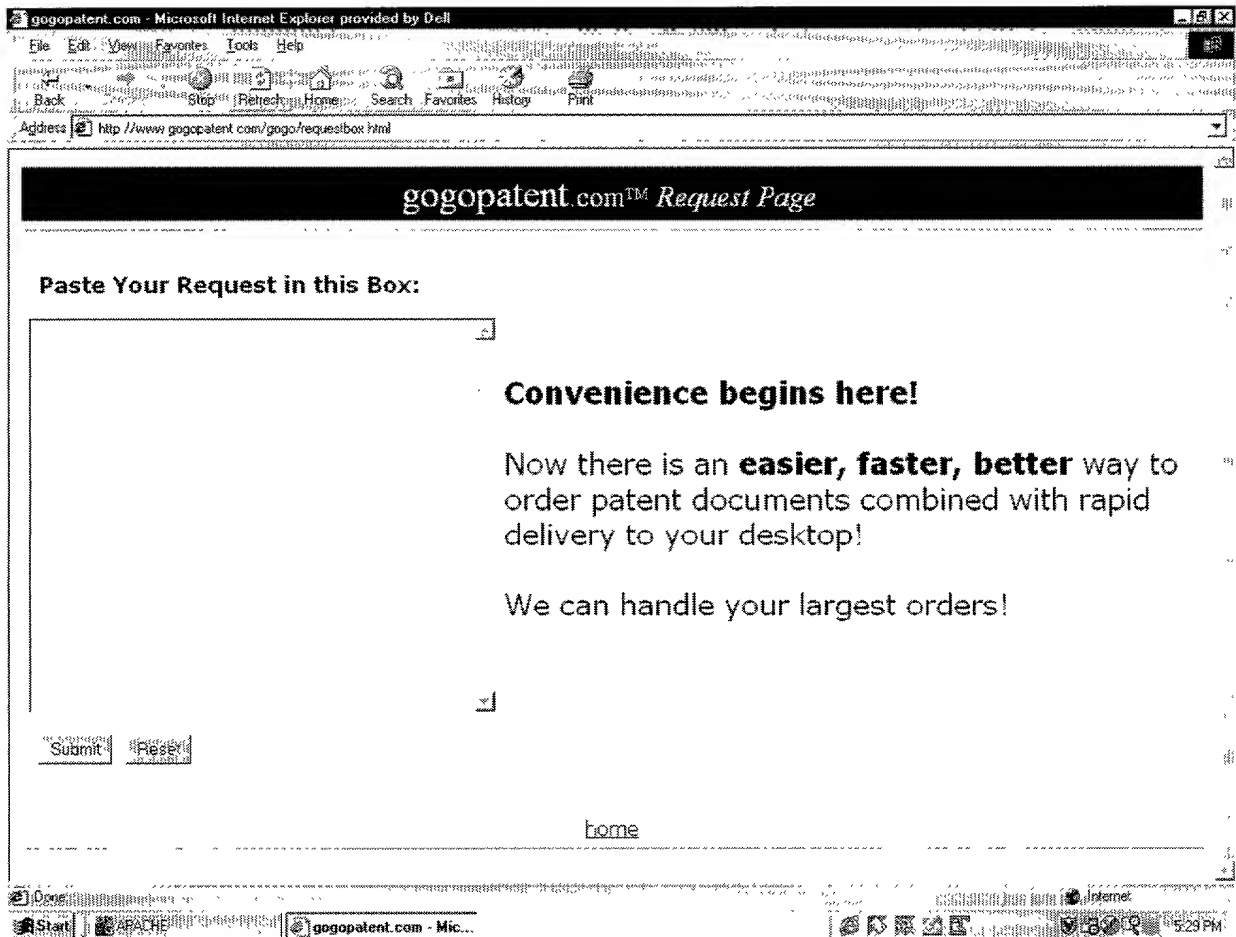 gogopatent.com - Microsoft Internet Explorer provided by Dell
File Edit View Favorites Tools Help
Back Stop Refresh Home Search Favorites History Print
Address http //www gogopatent com/gogo/requestbox html
gogopatent.com™ Request Page
Paste Your Request in this Box:
Convenience begins here!
Now there is an easier, faster, better way to
order patent documents combined with rapid
delivery to your desktop!
We can handle your largest orders!
Submit Reset
home
Done Internet
Start APACHE gogopatent.com - Mic... 5:29 PM